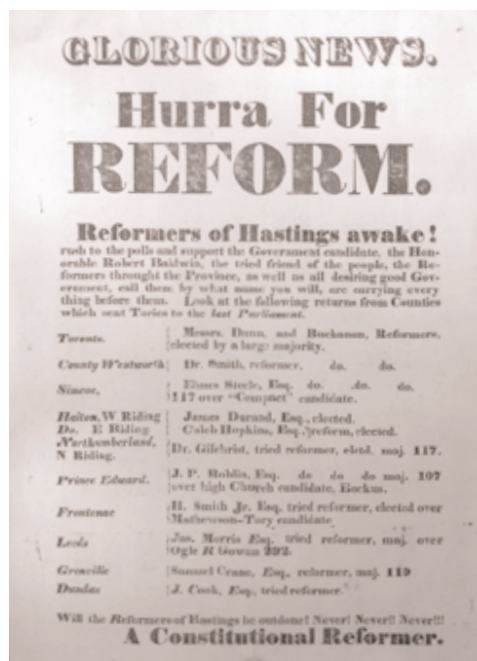 GLORIOUS NEWS.
Hurra For
REFORM.
Reformers of Hastings awake!
rush to the polls and support the Government candidate, the Hon-
orable Robert Baldwin, the tried friend of the people, the Re-
formers throught the Province, as well as all desiring good Gov-
ernment, call them by what name you will, are carrying every
thing before them. Look at the following returns from Counties
which sent Tories to the last Parliament.
Toronto. Messrs. Dunn, and Buchanan, Reformers,
elected by a large majority.
County Wentworth Dr. Smith, reformer, do. do.
Simcoe, Elmes Steele, Esq. do. do. do.
117 over "Compact" candidate.
Halton, W Riding James Durand, Esq., elected.
Do. E Riding Caleb Hopkins, Esq., reform, elected.
Northumberland,
N Riding. Dr. Gilchrist, tried reformer, elctd. maj. 117.
Prince Edward. J. P. Roblin, Esq. do do do maj. 107
over high Church candidate,
Frontenac H. Smith Jr. Esq. tried reformer, elected over
Mathewson-Tory candidate
Leeds Jas. Morris Esq. tried reformer, maj. over
Ogle R Gowan 292.
Grenville Samuel Crane, Esq., reformer, maj. 119
Dundas J. Cook, Esq., tried reformer.
Will the Reformers of Hastings be outdone! Never! Never!! Never!!!
A Constitutional Reformer.